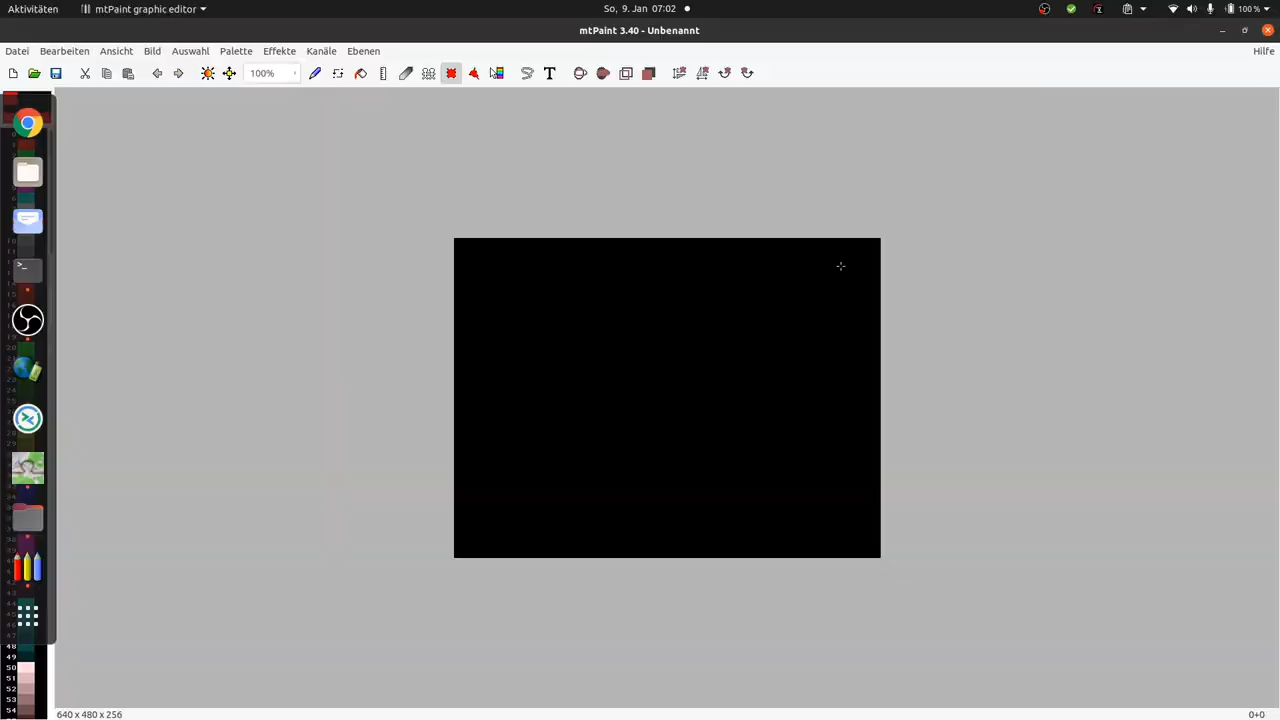 Aktivitäten mtPaint graphic editor So, 9. Jan 07:02 100 %
mtPaint 3.40 - Unbenannt
Datei Bearbeiten Ansicht Bild Auswahl Palette Effekte Kanäle Ebenen Hilfe
100%
T
>_
48
49
50
51
52
53
54
640 x 480 x 256 0+0